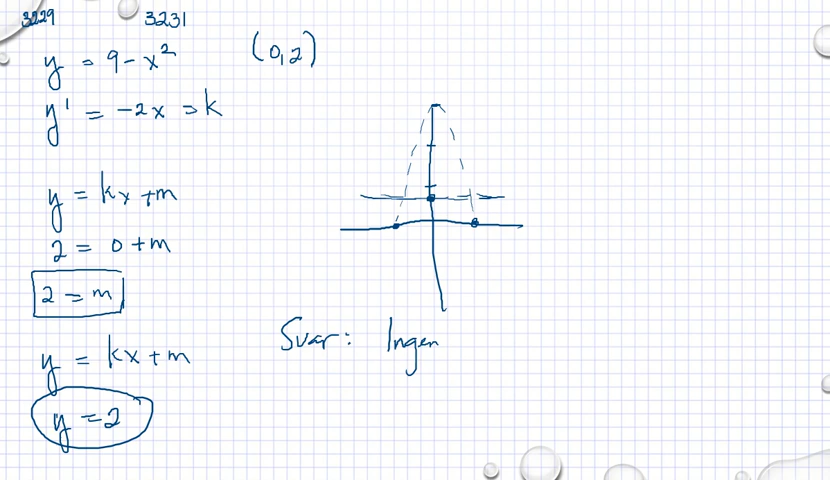 3229 3231
y = 9 - x² (0,2)
y' = -2x = k
y = kx + m
2 = 0 + m
2 = m
Svar: Ingen
y = kx + m
y = 2